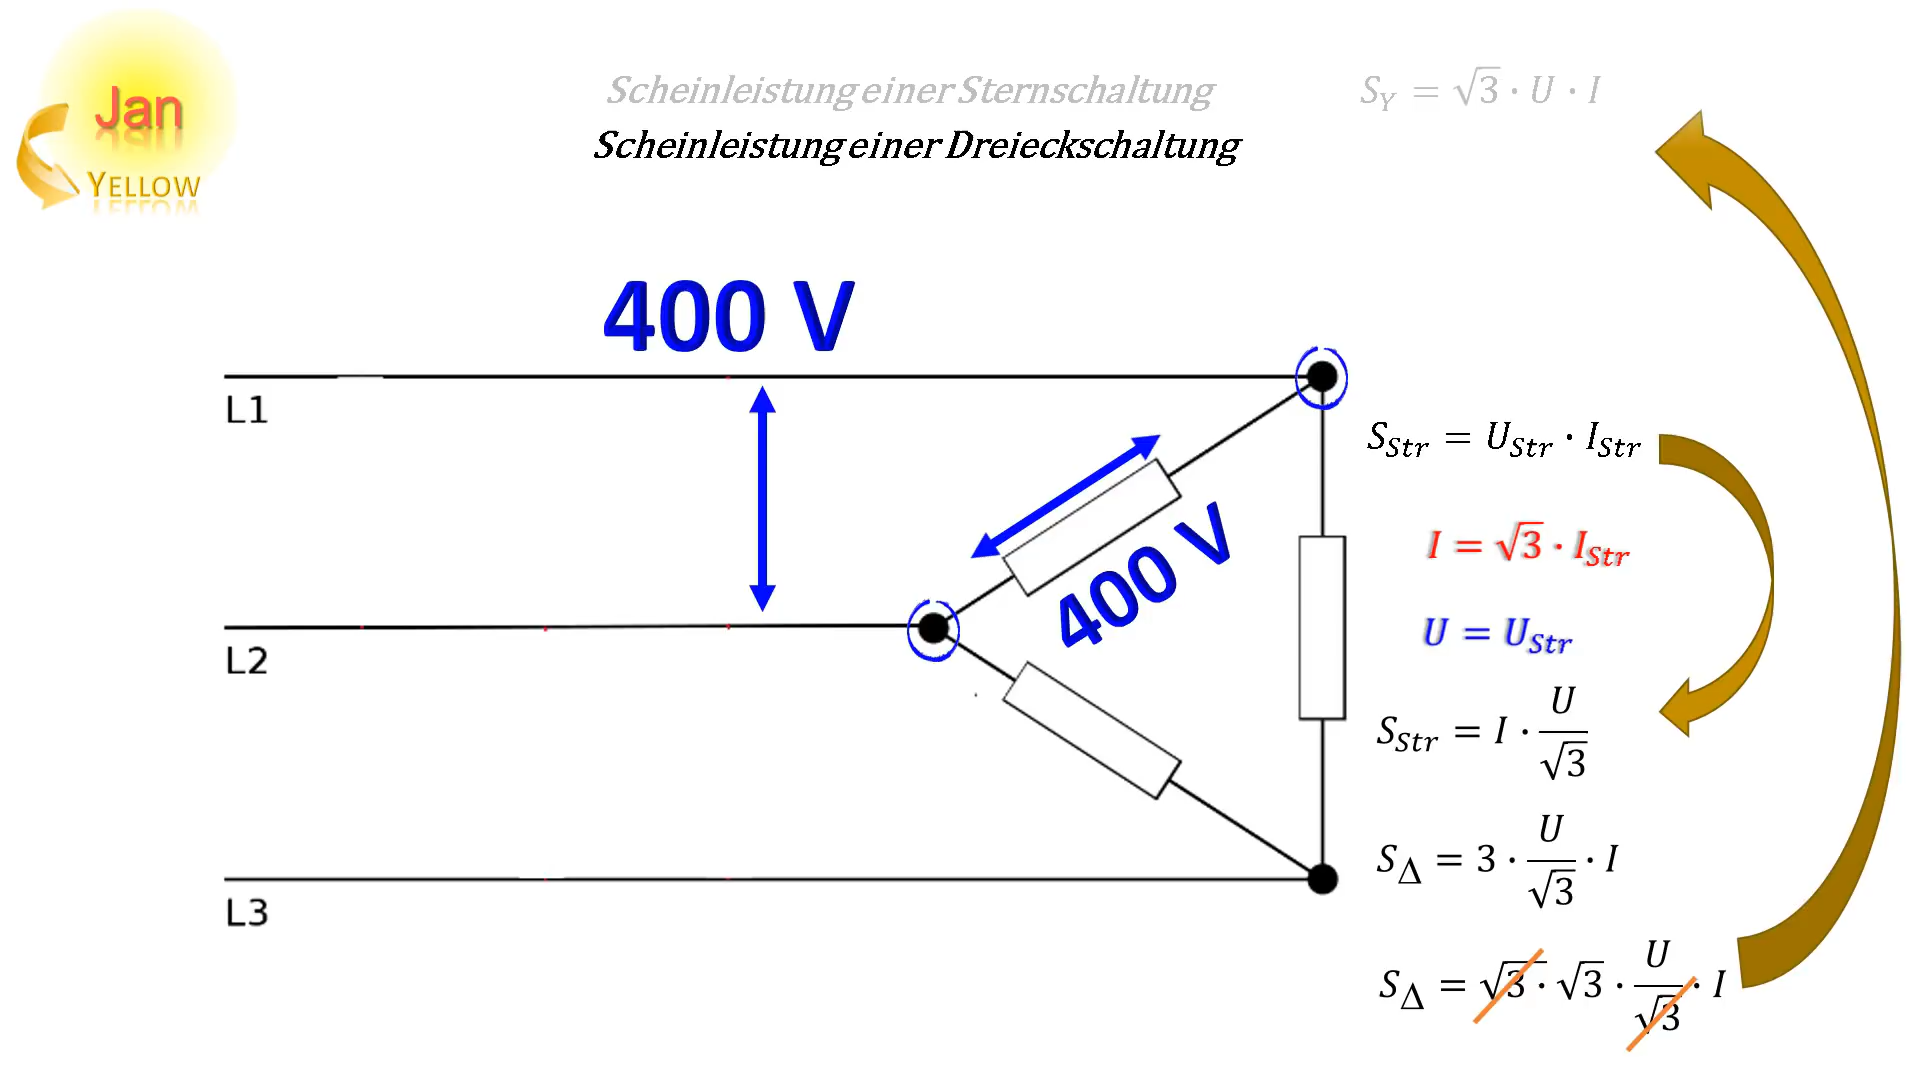 Jan
YELLOW
Scheinleistung einer Sternschaltung S_Y = √3 · U · I
Scheinleistung einer Dreieckschaltung
400 V
L1
S_Str = U_Str · I_Str
400 V
I = √3 · I_Str
L2
U = U_Str
S_Str = I · U/√3
S_Δ = 3 · U/√3 · I
L3
S_Δ = √3 · √3 · U/√3 · I